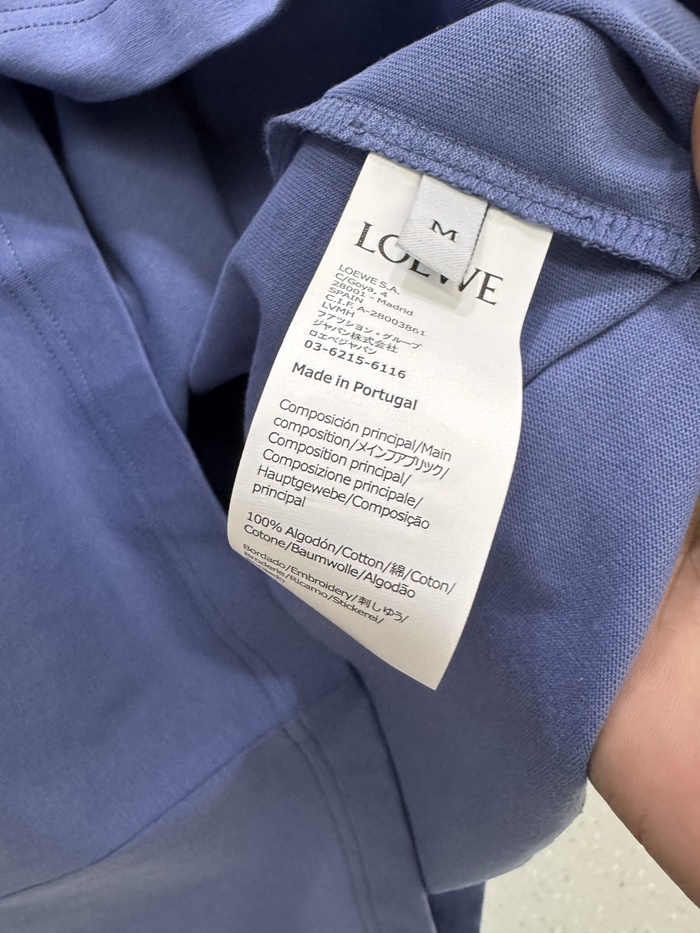 M
LOEWE
LOEWE S.A.
C/Goya, 4
28001 - Madrid
SPAIN
C.I.F. A-28003861
LVMH
ファッション・グループ
ジャパン株式会社
ロエベジャパン
03-6215-6116
Made in Portugal
Composición principal/Main
composition/メインファブリック/
Composition principal/
Composizione principale/
Hauptgewebe/Composição
principal
100% Algodón/Cotton/綿/Coton/
Cotone/Baumwolle/Algodão
Bordado/Embroidery/刺しゅう/
Broderie/Ricamo/Stickerei/